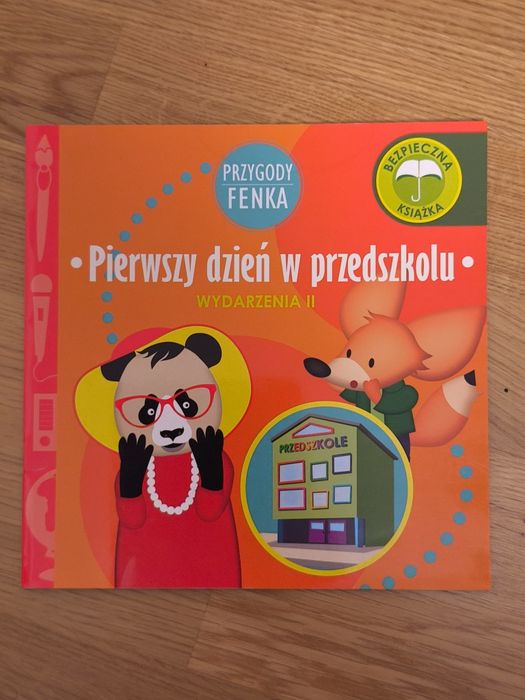 PRZYGODY
FENKA
BEZPIECZNA
KSIĄŻKA
• Pierwszy dzień w przedszkolu •
WYDARZENIA II
PRZEDSZKOLE